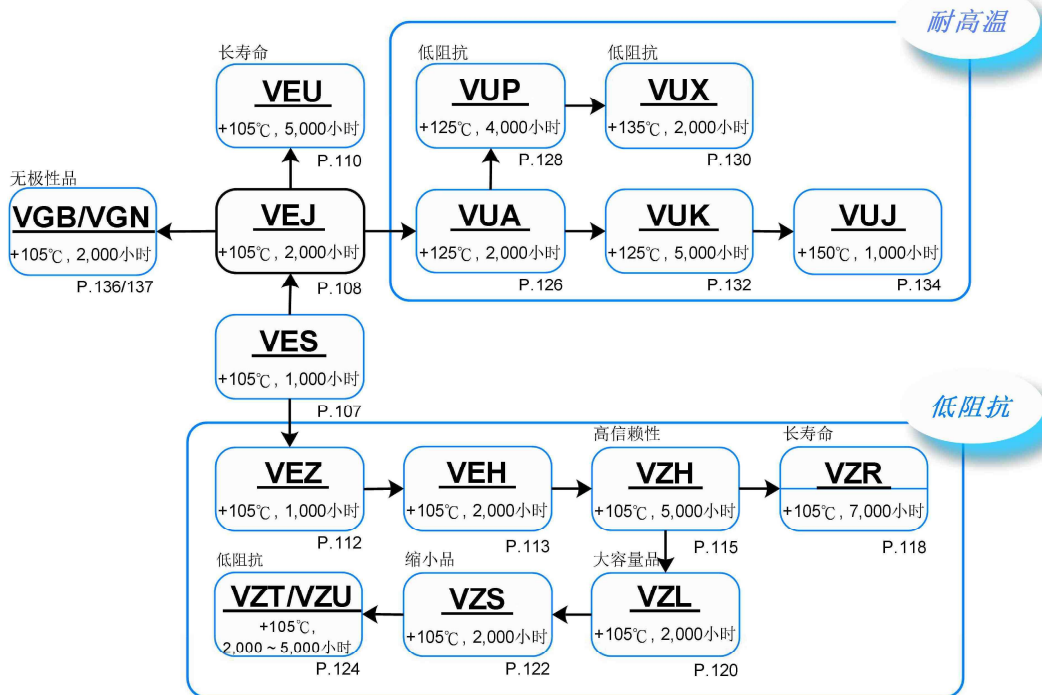 耐高温
长寿命
VEU
+105℃, 5,000小时
P.110
低阻抗
VUP
+125℃, 4,000小时
P.128
低阻抗
VUX
+135℃, 2,000小时
P.130
无极性品
VGB/VGN
+105℃, 2,000小时
P.136/137
VEJ
+105℃, 2,000小时
P.108
VUA
+125℃, 2,000小时
P.126
VUK
+125℃, 5,000小时
P.132
VUJ
+150℃, 1,000小时
P.134
VES
+105℃, 1,000小时
P.107
低阻抗
VEZ
+105℃, 1,000小时
P.112
VEH
+105℃, 2,000小时
P.113
高信赖性
VZH
+105℃, 5,000小时
P.115
长寿命
VZR
+105℃, 7,000小时
P.118
低阻抗
VZT/VZU
+105℃,
2,000 ~ 5,000小时
P.124
缩小品
VZS
+105℃, 2,000小时
P.122
大容量品
VZL
+105℃, 2,000小时
P.120